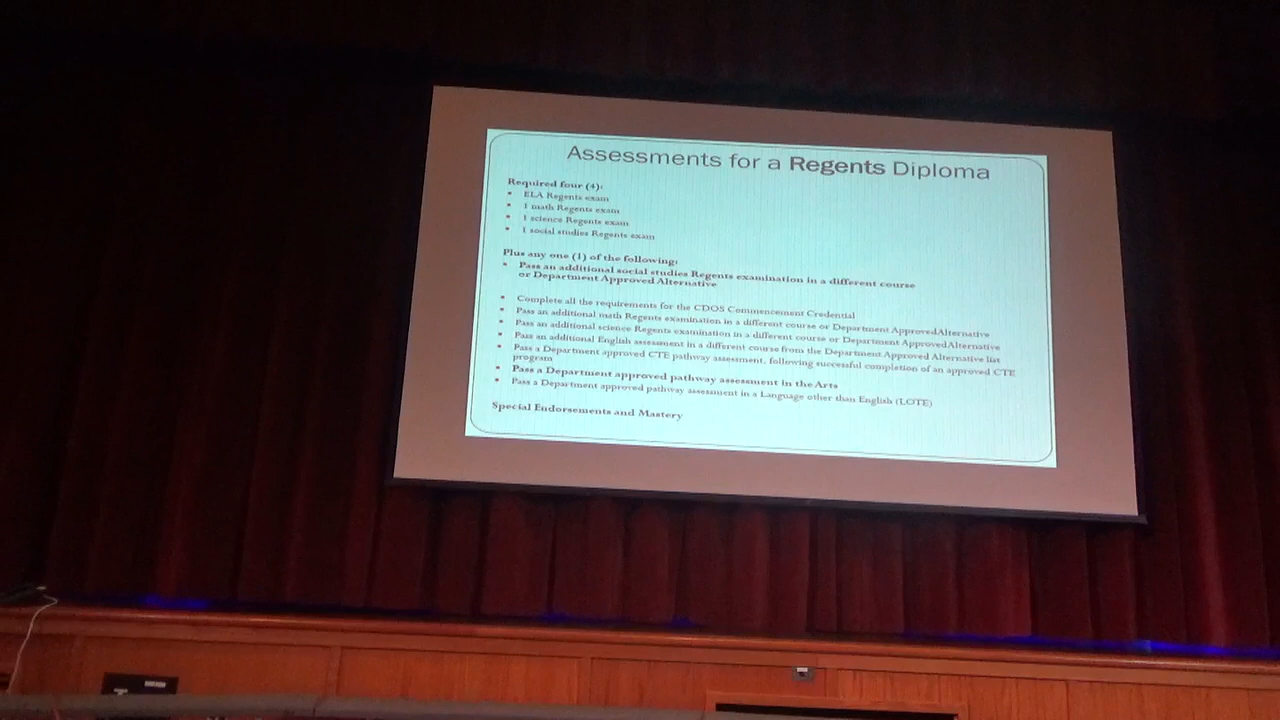 Assessments for a Regents Diploma
Required four (4):
ELA Regents exam
1 math Regents exam
1 science Regents exam
1 social studies Regents exam
Plus any one (1) of the following:
Pass an additional social studies Regents examination in a different course
or Department Approved Alternative
Complete all the requirements for the CDOS Commencement Credential
Pass an additional math Regents examination in a different course or Department Approved Alternative
Pass an additional science Regents examination in a different course or Department Approved Alternative
Pass an additional English assessment in a different course from the Department Approved Alternative list
Pass a Department approved CTE pathway assessment, following successful completion of an approved CTE
program
Pass a Department approved pathway assessment in the Arts
Pass a Department approved pathway assessment in a Language other than English (LOTE)
Special Endorsements and Mastery